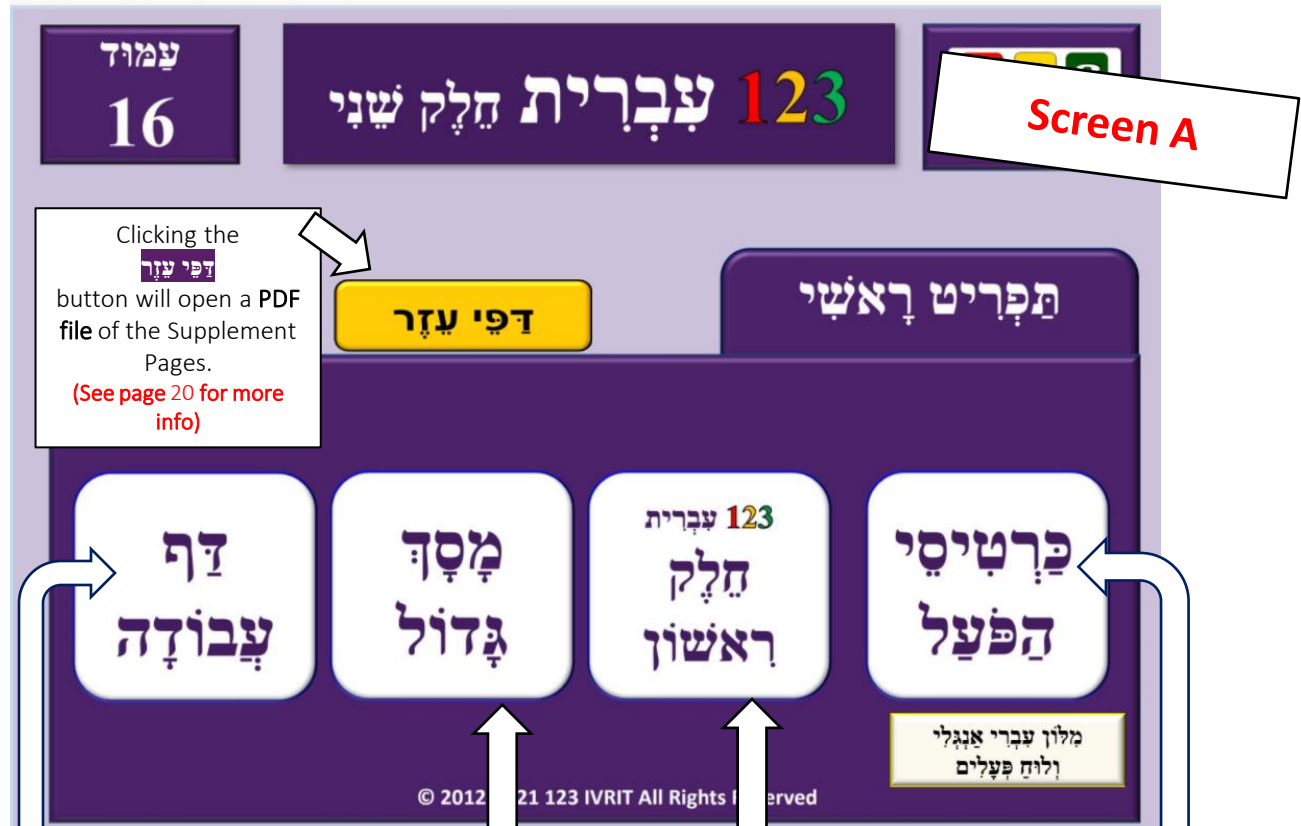 עַמּוּד
16
123 עִבְרִית חֵלֶק שֵׁנִי
Screen A
Clicking the
דַּפֵּי עֵזֶר
button will open a PDF
file of the Supplement
Pages.
(See page 20 for more
info)
דַּפֵּי עֵזֶר
תַּפְרִיט רָאשִׁי
כַּרְטִיסֵי
הַפֹּעַל
123 עִבְרִית
חֵלֶק
רִאשׁוֹן
מָסָךְ
גָּדוֹל
דַּף
עֲבוֹדָה
מִלּוֹן עִבְרִי אַנְגְּלִי
וְלוּחַ פְּעָלִים
© 2012 21 123 IVRIT All Rights erved